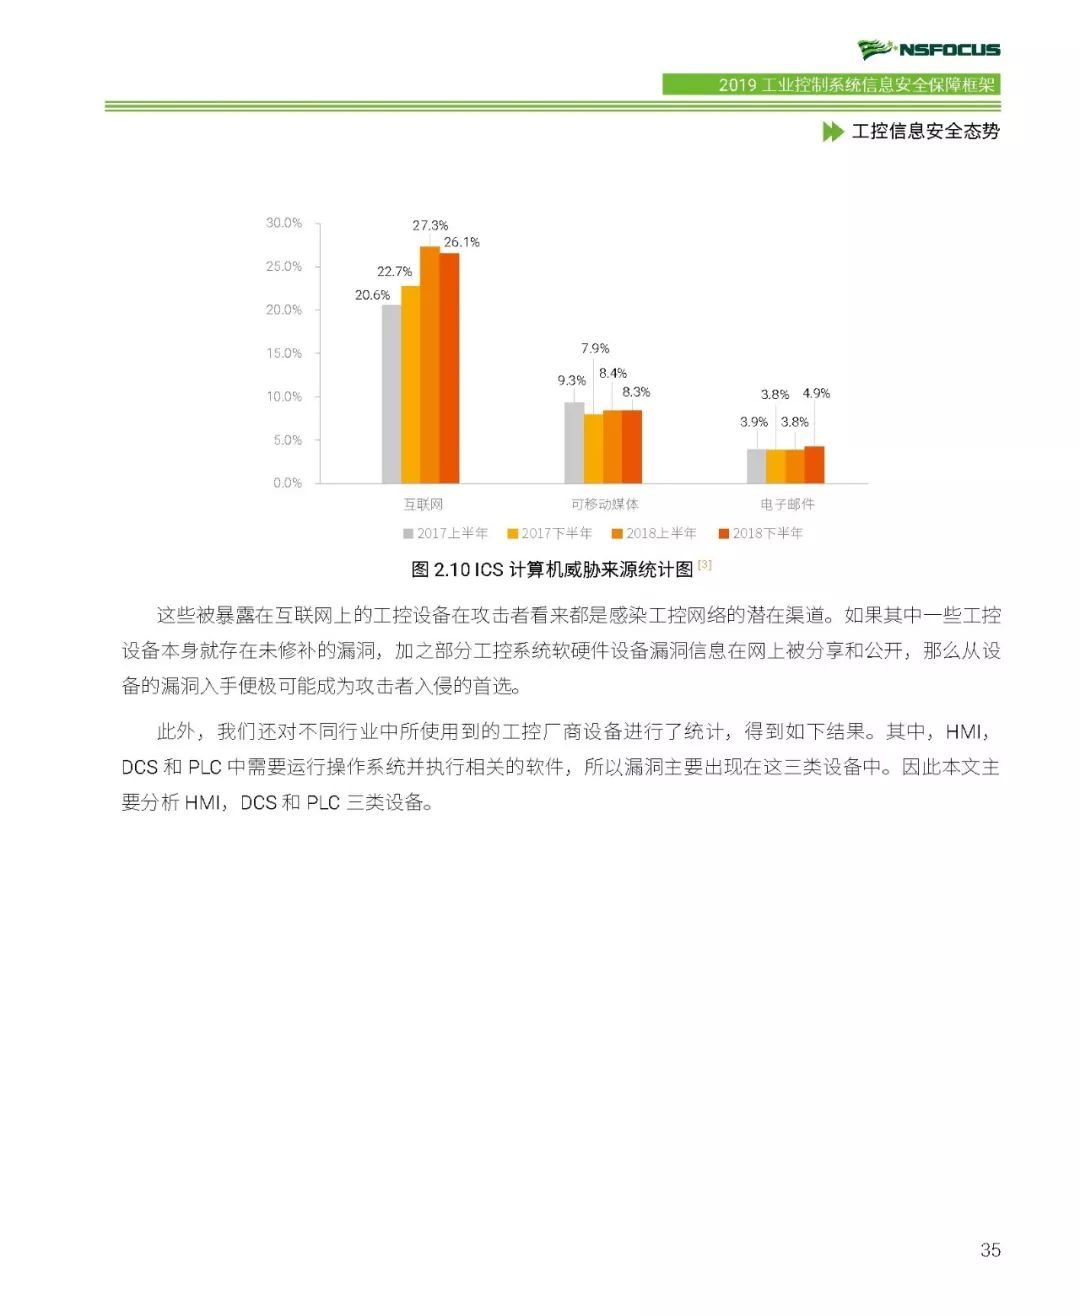 NSFOCUS
2019 工业控制系统信息安全保障框架
工控信息安全态势
30.0%
25.0%
20.0%
15.0%
10.0%
5.0%
0.0%
20.6%
22.7%
27.3%
26.1%
9.3%
7.9%
8.4%
8.3%
3.9%
3.8%
3.8%
4.9%
互联网
可移动媒体
电子邮件
2017上半年
2017下半年
2018上半年
2018下半年
图 2.10 ICS 计算机威胁来源统计图 [3]
这些被暴露在互联网上的工控设备在攻击者看来都是感染工控网络的潜在渠道。如果其中一些工控
设备本身就存在未修补的漏洞，加之部分工控系统软硬件设备漏洞信息在网上被分享和公开，那么从设
备的漏洞入手便极可能成为攻击者入侵的首选。
此外，我们还对不同行业中所使用到的工控厂商设备进行了统计，得到如下结果。其中，HMI，
DCS 和 PLC 中需要运行操作系统并执行相关的软件，所以漏洞主要出现在这三类设备中。因此本文主
要分析 HMI，DCS 和 PLC 三类设备。
35